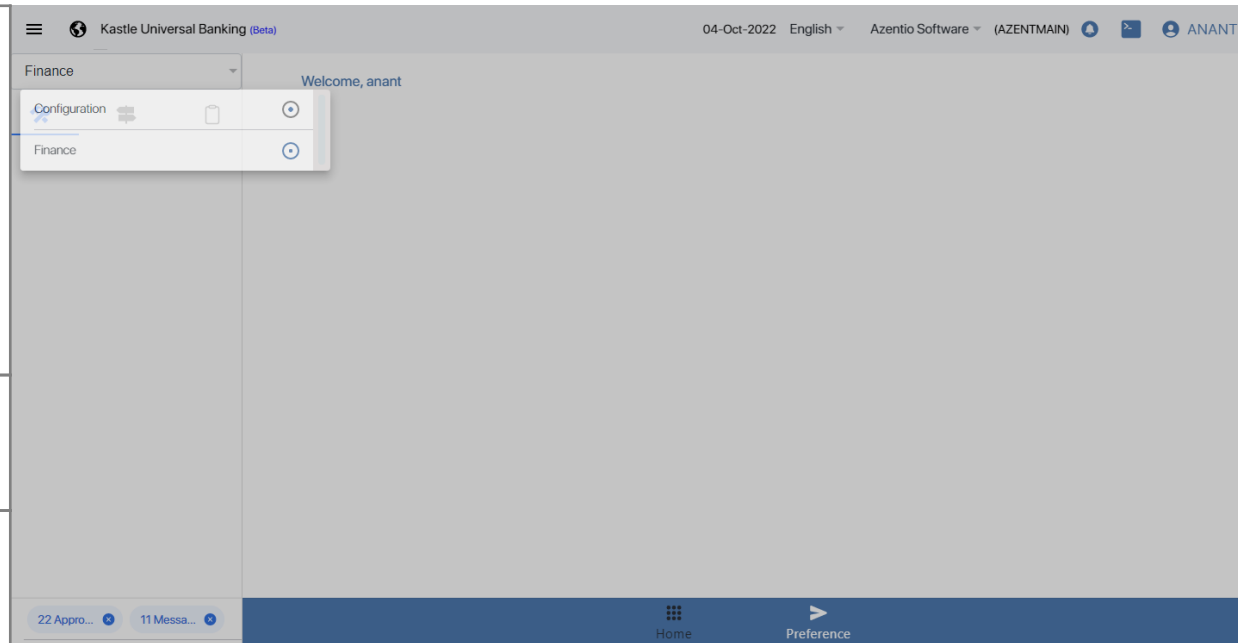 Kastle Universal Banking (Beta) 04-Oct-2022 English Azentio Software (AZENTMAIN) ANANT
Finance
Welcome, anant
Configuration
Finance
22 Appro... 11 Messa...
Home Preference